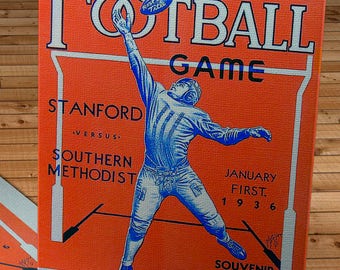 FOOTBALL
GAME
STANFORD
·VERSUS·
SOUTHERN
METHODIST
JANUARY
FIRST,
1936
SOUVENIR